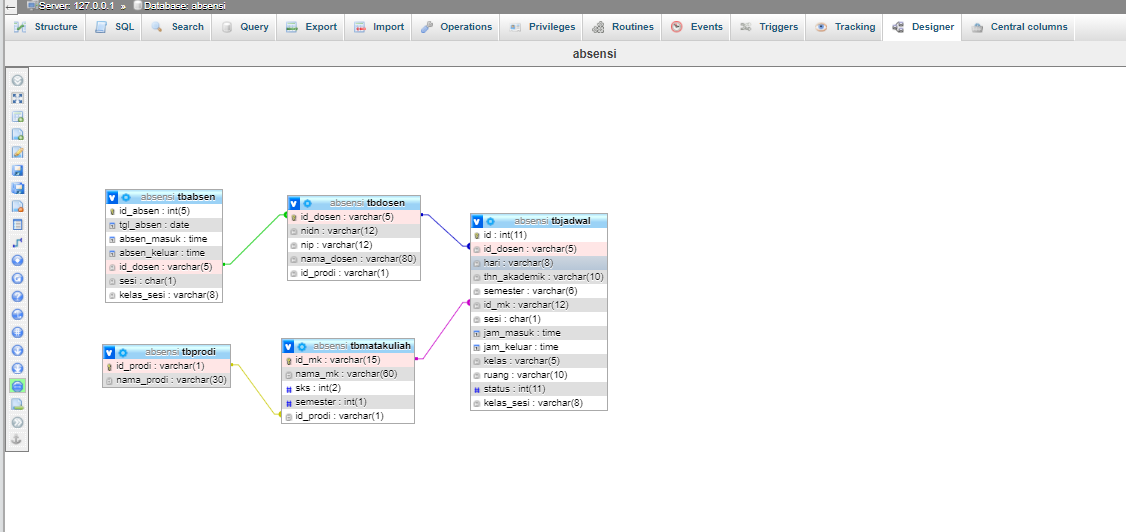 ← Server: 127.0.0.1 » Database: absensi
Structure SQL Search Query Export Import Operations Privileges Routines Events Triggers Tracking Designer Central columns
absensi
v absensi tbabsen
id_absen : int(5)
tgl_absen : date
absen_masuk : time
absen_keluar : time
id_dosen : varchar(5)
sesi : char(1)
kelas_sesi : varchar(8)
v absensi tbdosen
id_dosen : varchar(5)
nidn : varchar(12)
nip : varchar(12)
nama_dosen : varchar(80)
id_prodi : varchar(1)
v absensi tbjadwal
id : int(11)
id_dosen : varchar(5)
hari : varchar(8)
thn_akademik : varchar(10)
semester : varchar(6)
id_mk : varchar(12)
sesi : char(1)
jam_masuk : time
jam_keluar : time
kelas : varchar(5)
ruang : varchar(10)
# status : int(11)
kelas_sesi : varchar(8)
v absensi tbprodi
id_prodi : varchar(1)
nama_prodi : varchar(30)
v absensi tbmatakuliah
id_mk : varchar(15)
nama_mk : varchar(60)
# sks : int(2)
# semester : int(1)
id_prodi : varchar(1)